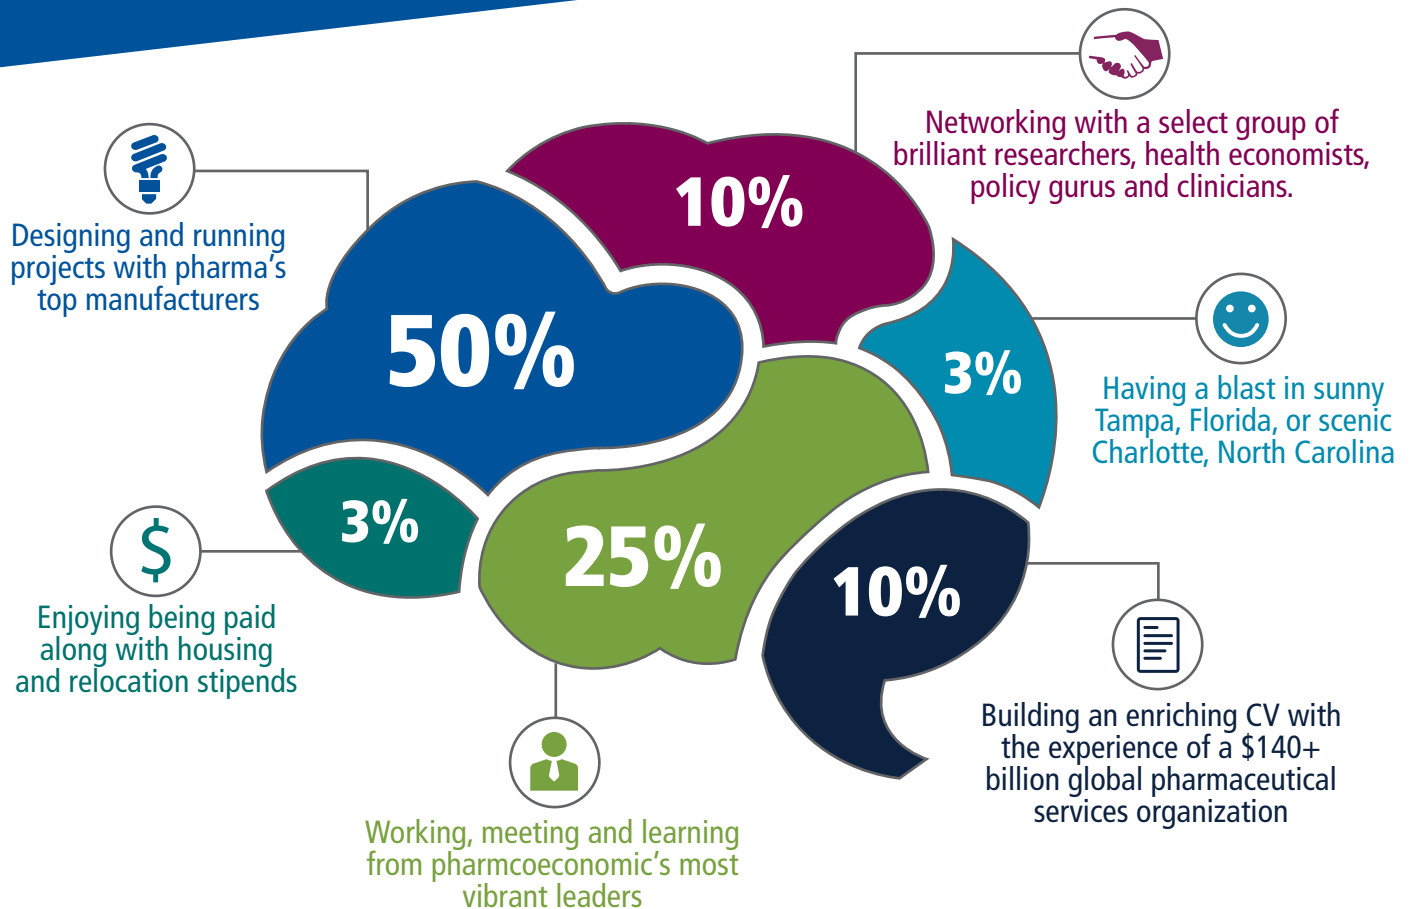 Networking with a select group of
brilliant researchers, health economists,
policy gurus and clinicians.
10%
Designing and running
projects with pharma's
top manufacturers
50%
3%
Having a blast in sunny
Tampa, Florida, or scenic
Charlotte, North Carolina
3%
$
Enjoying being paid
along with housing
and relocation stipends
25%
10%
Building an enriching CV with
the experience of a $140+
billion global pharmaceutical
services organization
Working, meeting and learning
from pharmcoeconomic's most
vibrant leaders